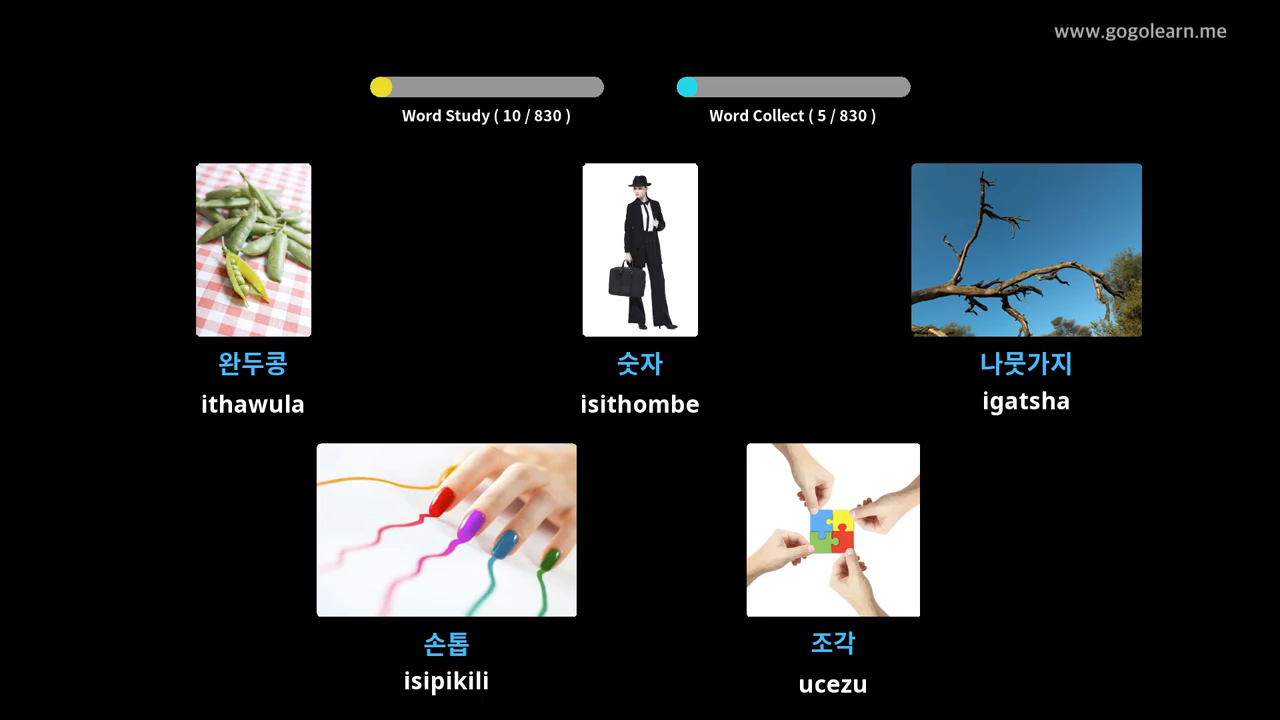 www.gogolearn.me
Word Study ( 10 / 830 )
Word Collect ( 5 / 830 )
완두콩
ithawula
숫자
isithombe
나뭇가지
igatsha
손톱
isipikili
조각
ucezu